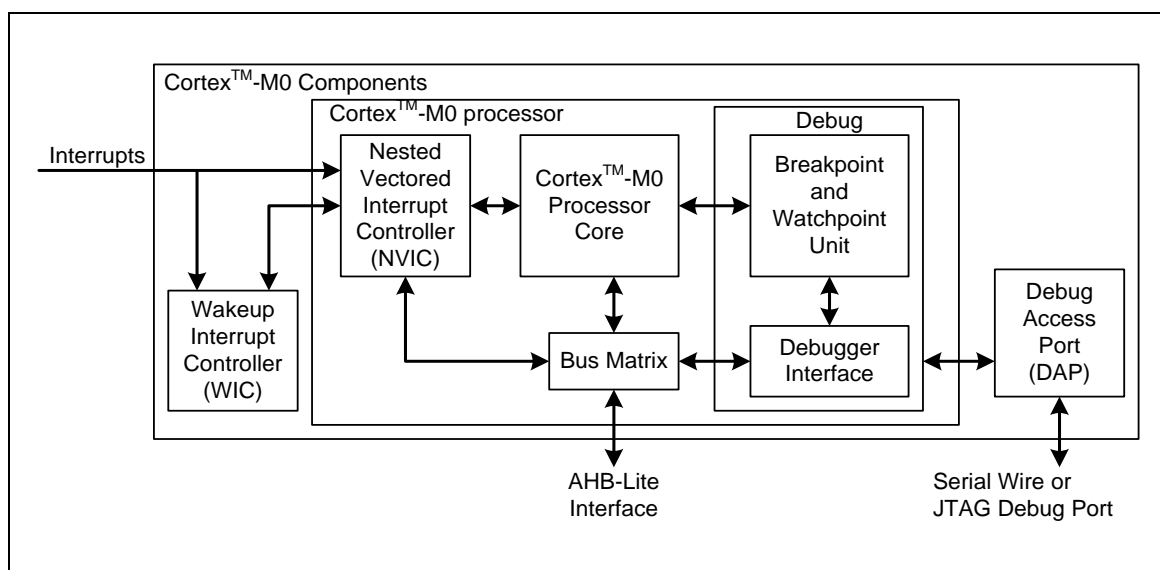 Cortex™-M0 Components
Cortex™-M0 processor
Debug
Interrupts
Nested
Vectored
Interrupt
Controller
(NVIC)
Cortex™-M0
Processor
Core
Breakpoint
and
Watchpoint
Unit
Wakeup
Interrupt
Controller
(WIC)
Bus Matrix
Debugger
Interface
Debug
Access
Port
(DAP)
AHB-Lite
Interface
Serial Wire or
JTAG Debug Port